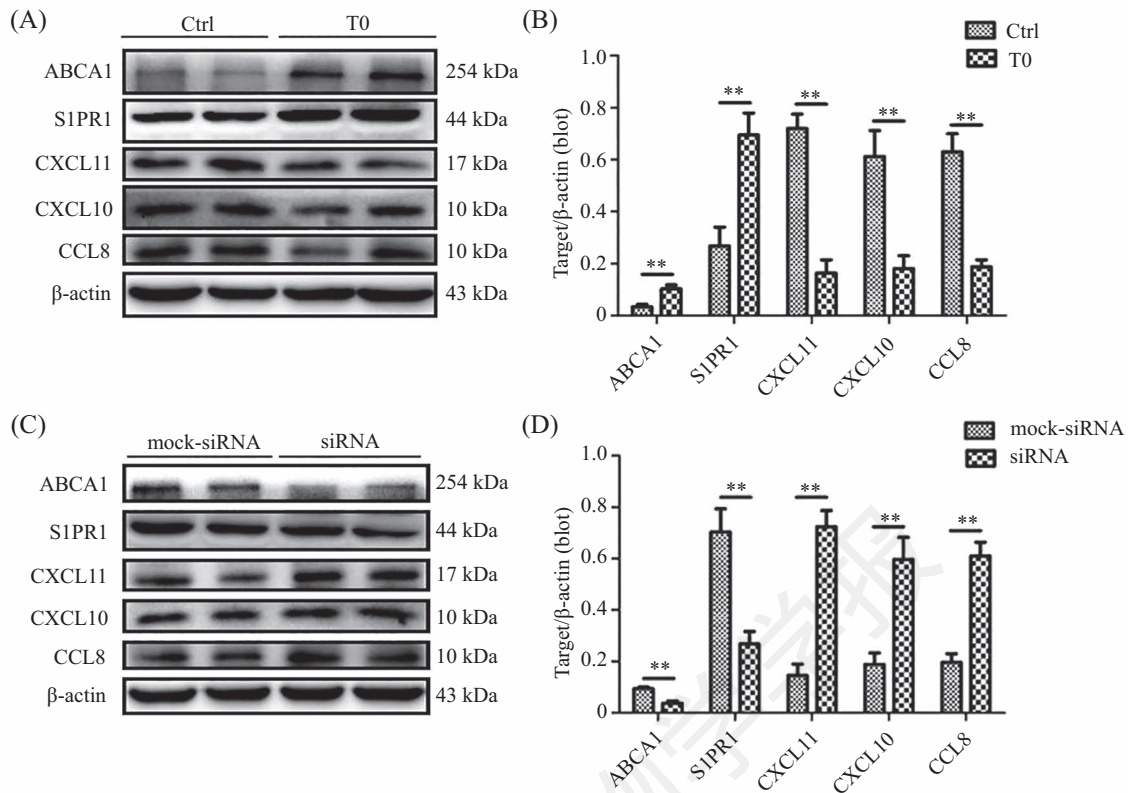 (A)
Ctrl T0
ABCA1 254 kDa
S1PR1 44 kDa
CXCL11 17 kDa
CXCL10 10 kDa
CCL8 10 kDa
β-actin 43 kDa
(B)
Ctrl
T0
Target/β-actin (blot)
1.0
0.8
0.6
0.4
0.2
0
** ** ** ** **
ABCA1 S1PR1 CXCL11 CXCL10 CCL8
(C)
mock-siRNA siRNA
ABCA1 254 kDa
S1PR1 44 kDa
CXCL11 17 kDa
CXCL10 10 kDa
CCL8 10 kDa
β-actin 43 kDa
(D)
mock-siRNA
siRNA
Target/β-actin (blot)
1.0
0.8
0.6
0.4
0.2
0
** ** ** ** **
ABCA1 S1PR1 CXCL11 CXCL10 CCL8
学学报